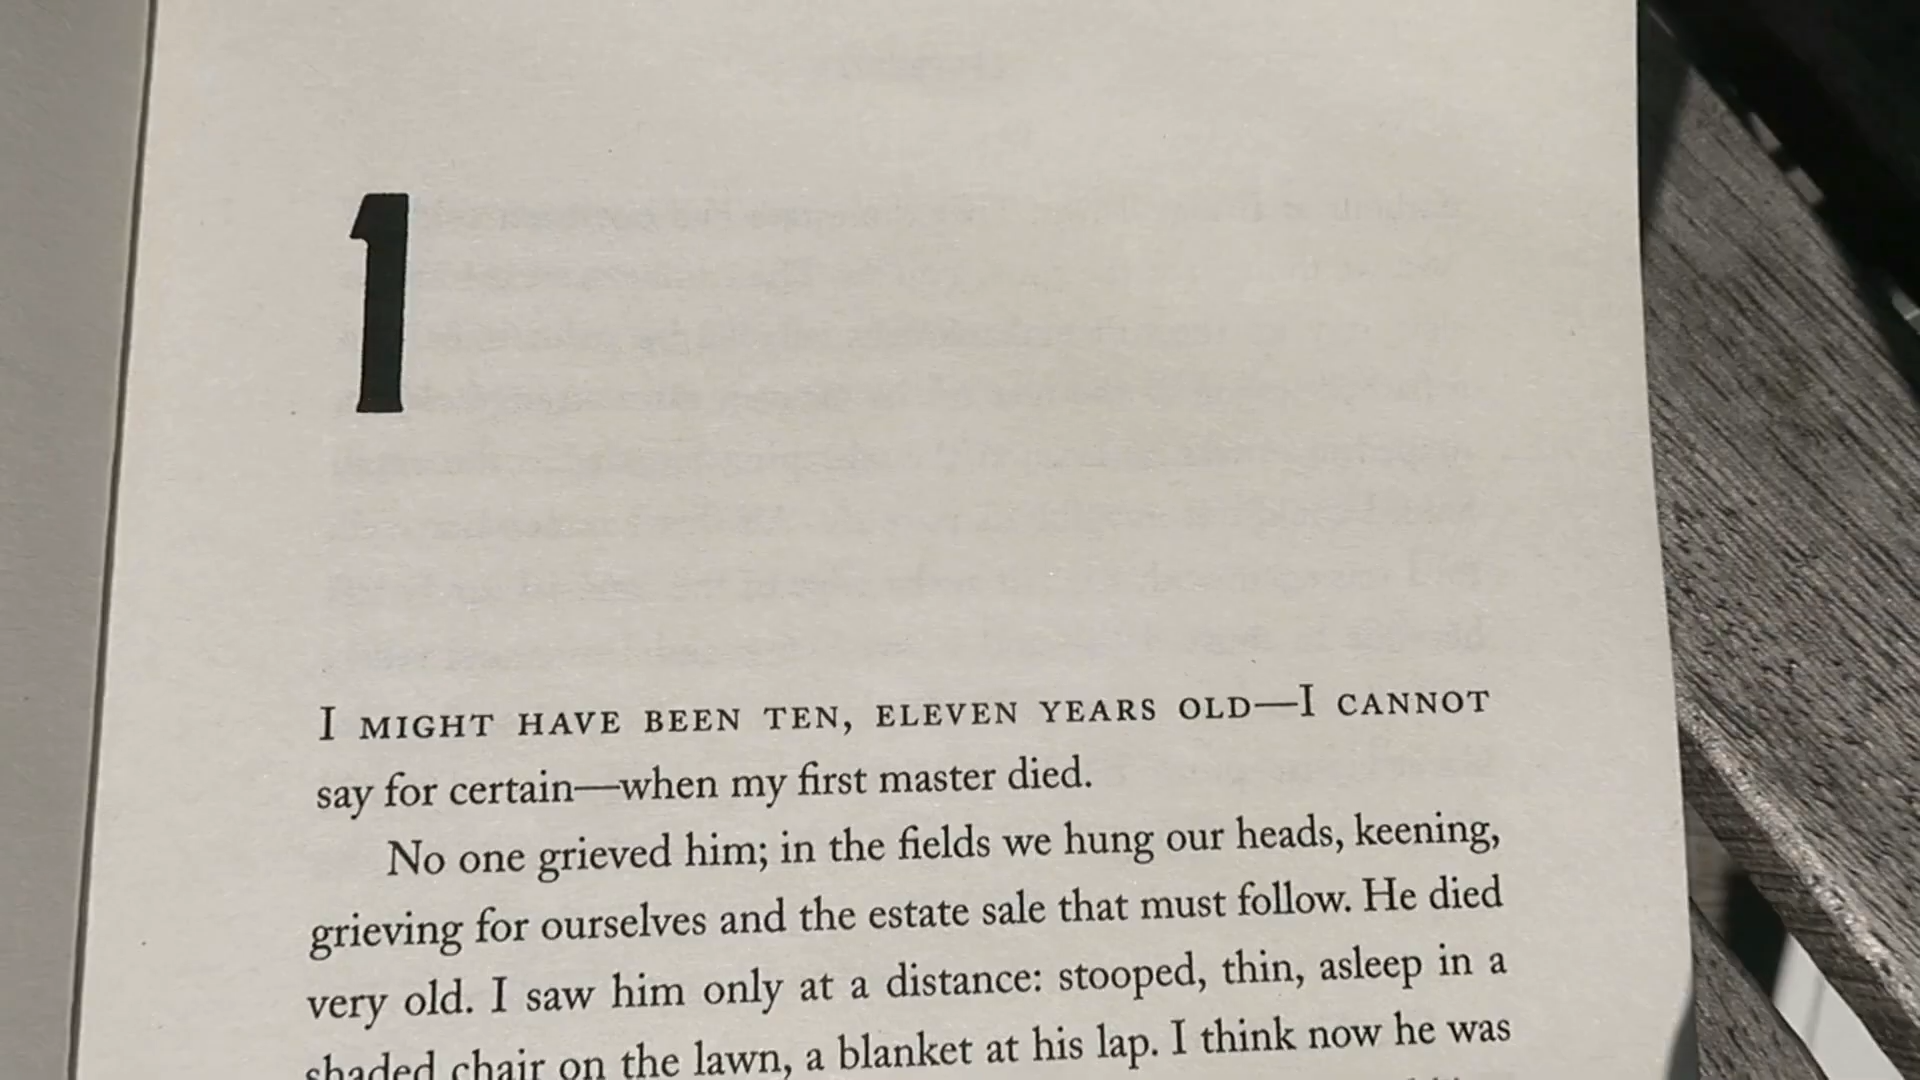 1
I MIGHT HAVE BEEN TEN, ELEVEN YEARS OLD—I CANNOT
say for certain—when my first master died.
No one grieved him; in the fields we hung our heads, keening,
grieving for ourselves and the estate sale that must follow. He died
very old. I saw him only at a distance: stooped, thin, asleep in a
shaded chair on the lawn, a blanket at his lap. I think now he was